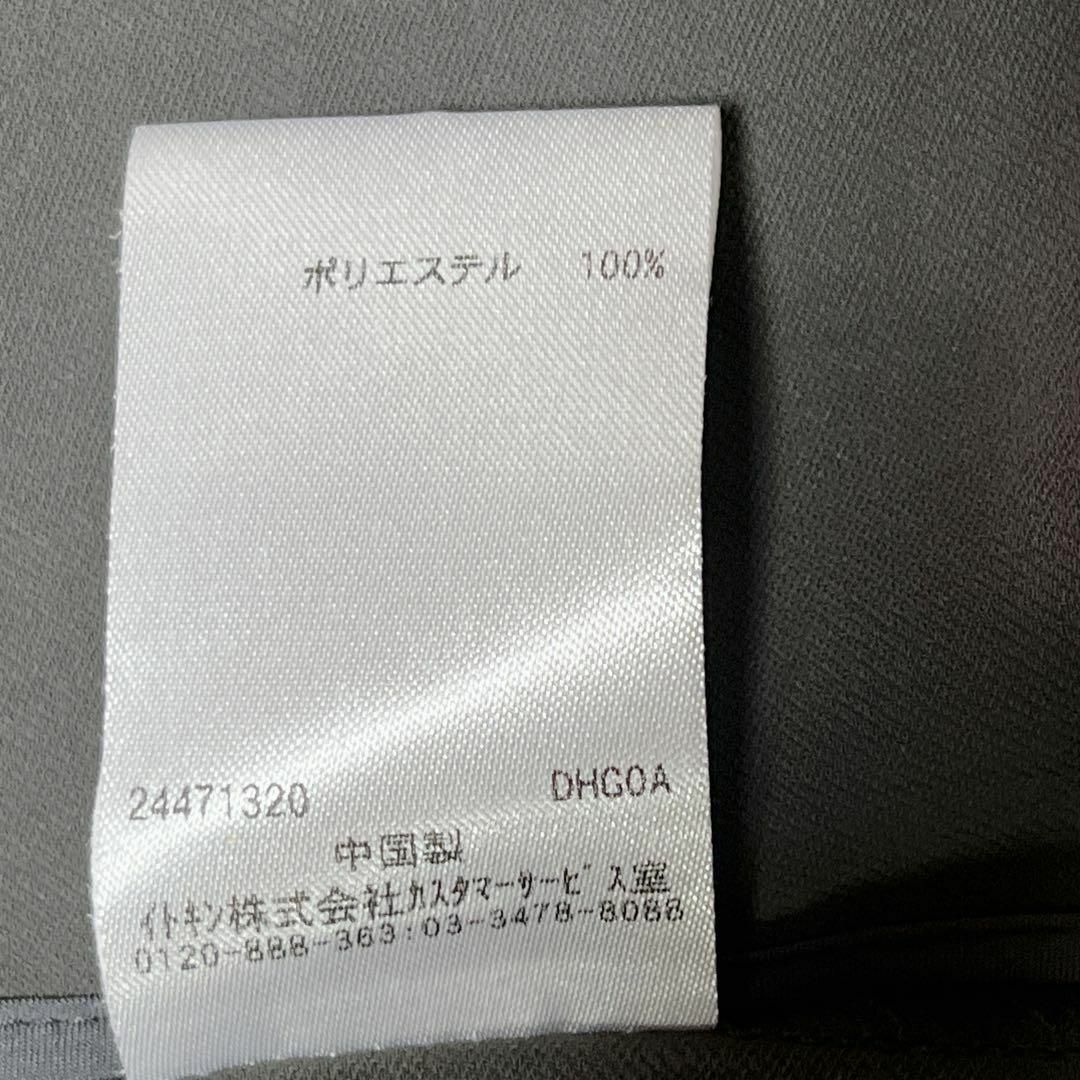 ポリエステル 100%
24471320 DHG0A
中国製
ｲﾄｷﾝ株式会社ｶｽﾀﾏｰｻｰﾋﾞｽ室
0120-888-363:03-3478-8088